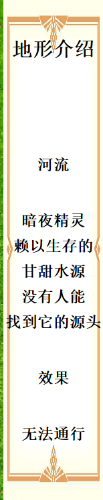 地形介绍
河流
暗夜精灵
赖以生存的
甘甜水源
没有人能
找到它的源头
效果
无法通行